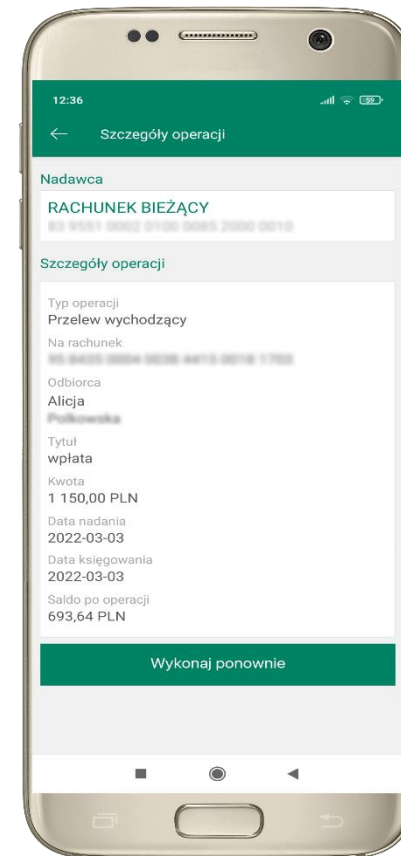 12:36
59
Szczegóły operacji
Nadawca
RACHUNEK BIEŻĄCY
Szczegóły operacji
Typ operacji
Przelew wychodzący
Na rachunek
Odbiorca
Alicja
Tytuł
wpłata
Kwota
1 150,00 PLN
Data nadania
2022-03-03
Data księgowania
2022-03-03
Saldo po operacji
693,64 PLN
Wykonaj ponownie